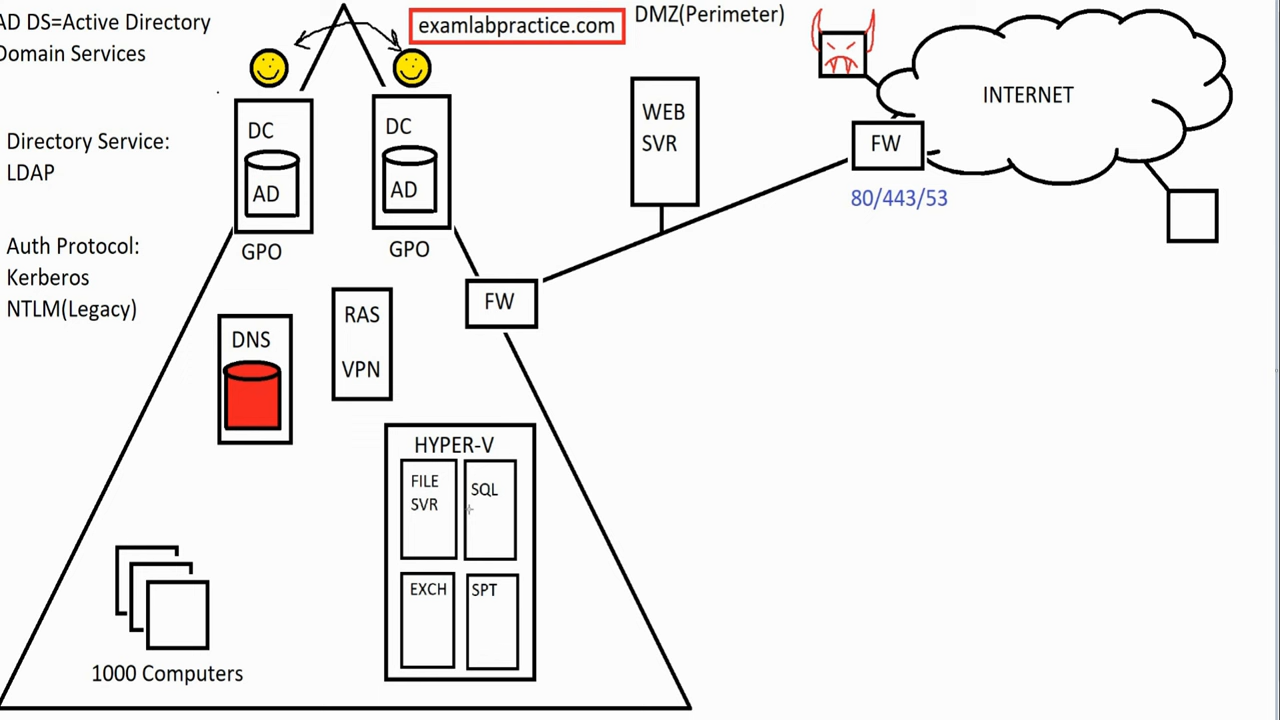 AD DS=Active Directory
Domain Services
examlabpractice.com
DMZ(Perimeter)
INTERNET
Directory Service:
LDAP
DC
AD
GPO
DC
AD
GPO
WEB
SVR
FW
80/443/53
Auth Protocol:
Kerberos
NTLM(Legacy)
FW
RAS
VPN
DNS
HYPER-V
FILE
SVR
SQL
EXCH
SPT
1000 Computers